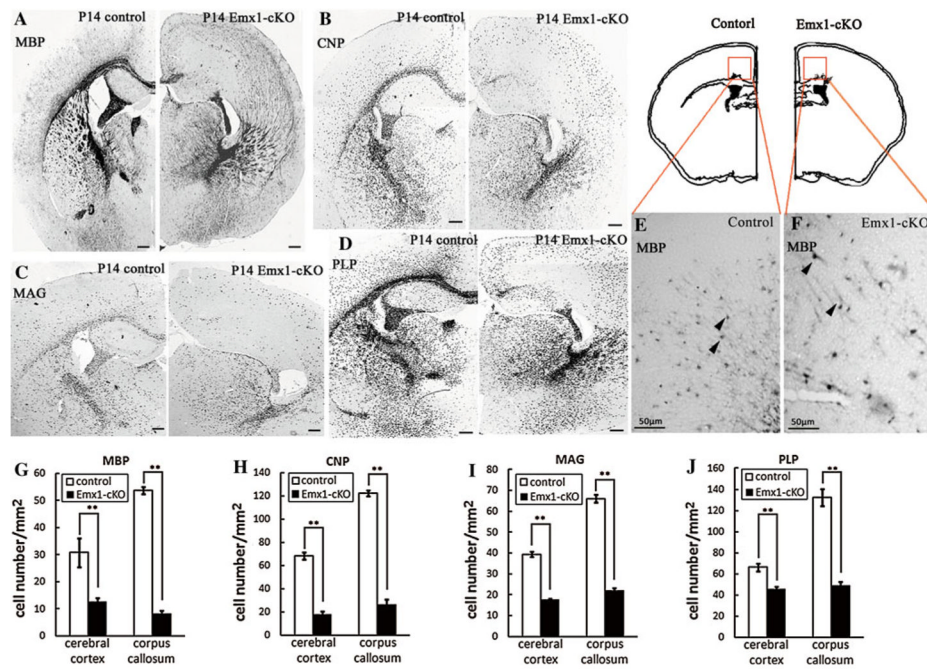 A
P14 control
P14 Emx1-cKO
MBP
B
P14 control
P14 Emx1-cKO
CNP
Contorl
Emx1-cKO
C
P14 control
P14 Emx1-cKO
MAG
D
P14 control
P14 Emx1-cKO
PLP
E
Control
MBP
50μm
F
Emx1-cKO
MBP
50μm
G
MBP
cell number/mm2
60
50
40
30
20
10
0
control
Emx1-cKO
**
**
cerebral
cortex
corpus
callosum
H
CNP
cell number/mm2
140
120
100
80
60
40
20
0
control
Emx1-cKO
**
**
cerebral
cortex
corpus
callosum
I
MAG
cell number/mm2
80
70
60
50
40
30
20
10
0
control
Emx1-cKO
**
**
cerebral
cortex
corpus
callosum
J
PLP
cell number/mm2
160
140
120
100
80
60
40
20
0
control
Emx1-cKO
**
**
cerebral
cortex
corpus
callosum